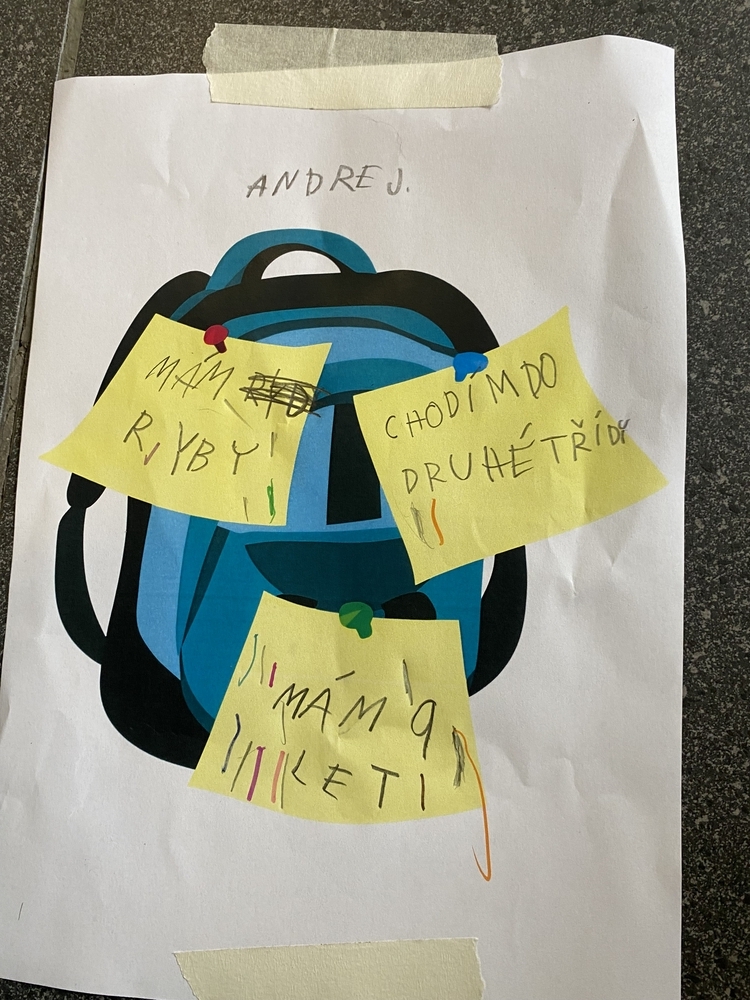 ANDREJ.
MÁM
RYBY!
CHODÍM DO
DRUHÉ TŘÍDY
MÁM 9
LETI